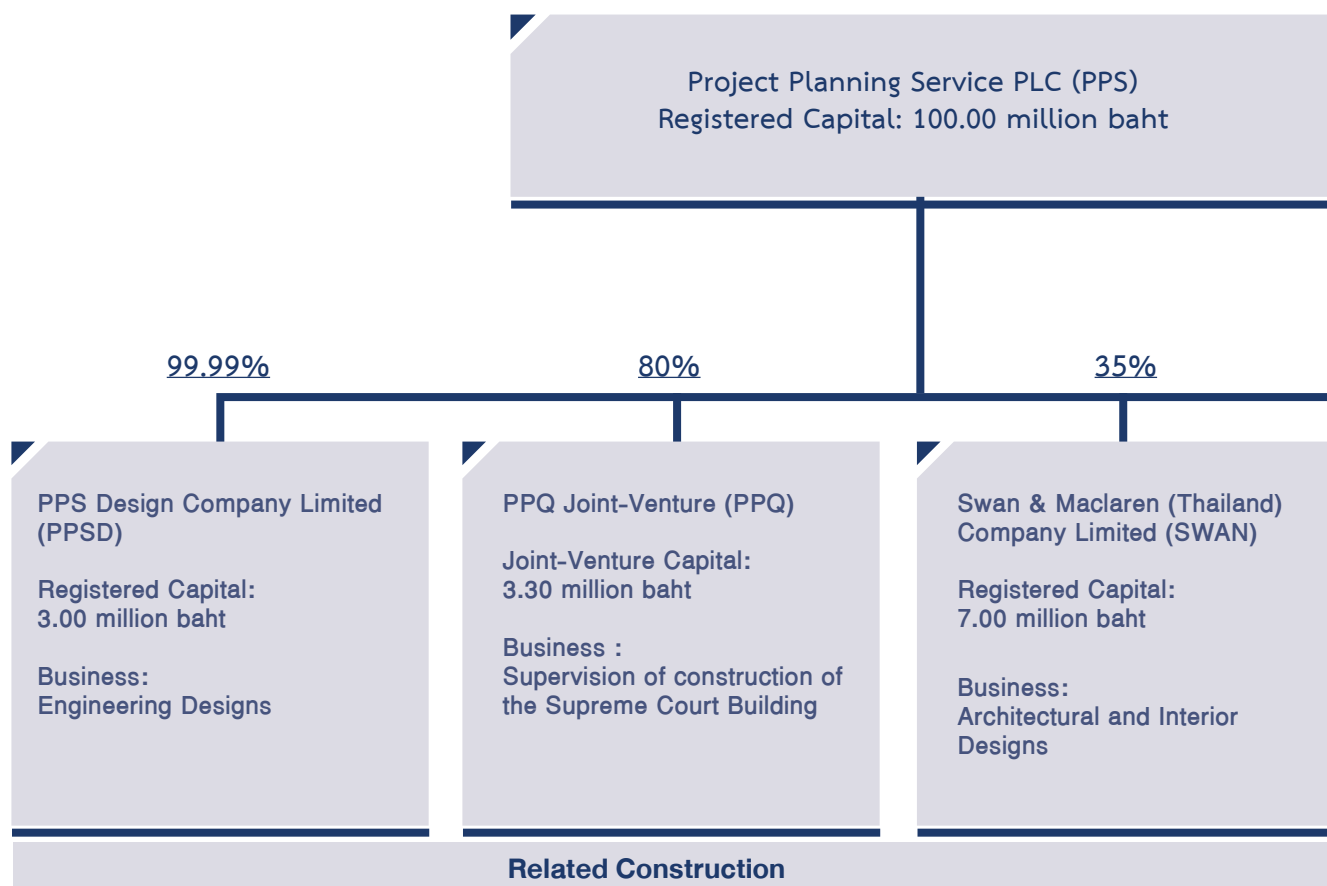 Project Planning Service PLC (PPS)
Registered Capital: 100.00 million baht
99.99%
80%
35%
PPS Design Company Limited
(PPSD)
Registered Capital:
3.00 million baht
Business:
Engineering Designs
PPQ Joint-Venture (PPQ)
Joint-Venture Capital:
3.30 million baht
Business :
Supervision of construction of
the Supreme Court Building
Swan & Maclaren (Thailand)
Company Limited (SWAN)
Registered Capital:
7.00 million baht
Business:
Architectural and Interior
Designs
Related Construction